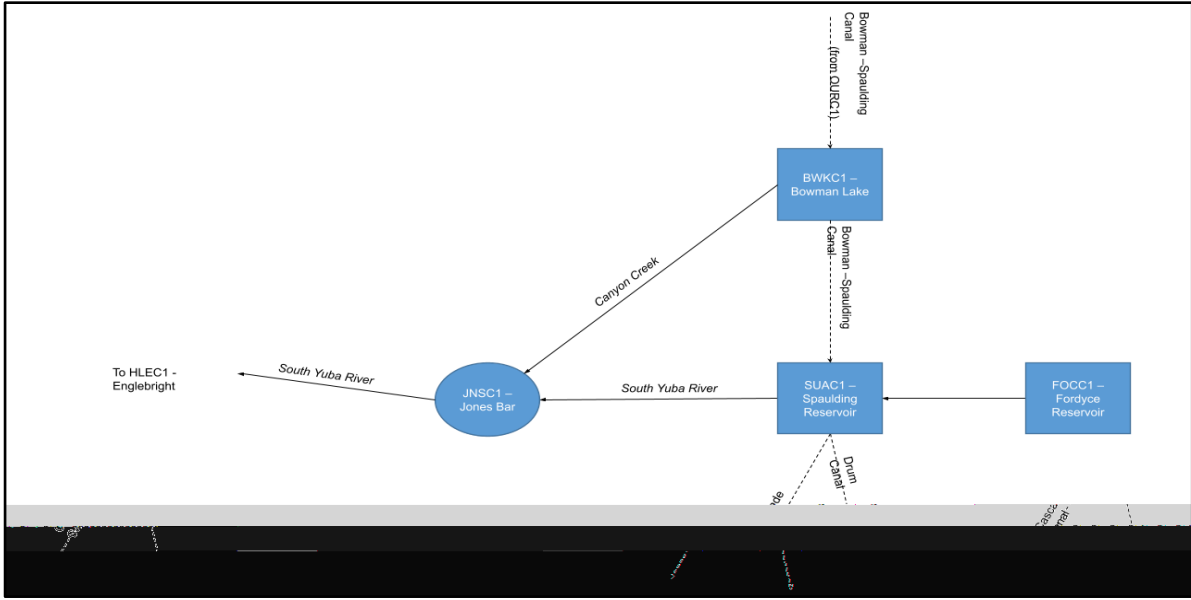 Bowman –Spaulding
Canal
(from OURC1)
BWKC1 –
Bowman Lake
Bowman –Spaulding
Canal
Canyon Creek
To HLEC1 -
Englebright
South Yuba River
JNSC1 –
Jones Bar
South Yuba River
SUAC1 –
Spaulding
Reservoir
FOCC1 –
Fordyce
Reservoir
Drum
Canal